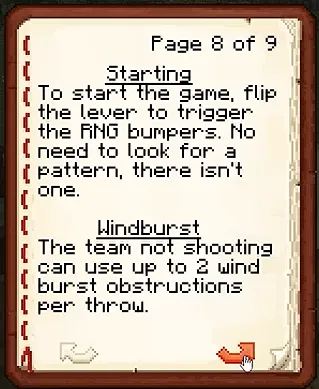 Page 8 of 9
Starting
To start the game, flip
the lever to trigger
the RNG bumpers. No
need to look for a
pattern, there isn't
one.
Windburst
The team not shooting
can use up to 2 wind
burst obstructions
per throw.